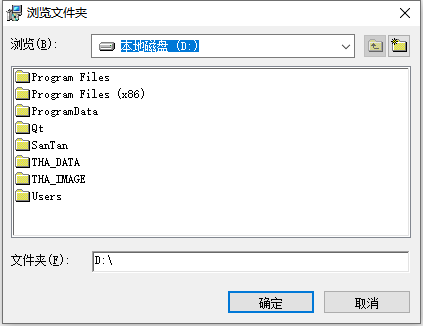 浏览文件夹
浏览(B): 本地磁盘 (D:)
Program Files
Program Files (x86)
ProgramData
Qt
SanTan
THA_DATA
THA_IMAGE
Users
文件夹(F): D:\
确定 取消